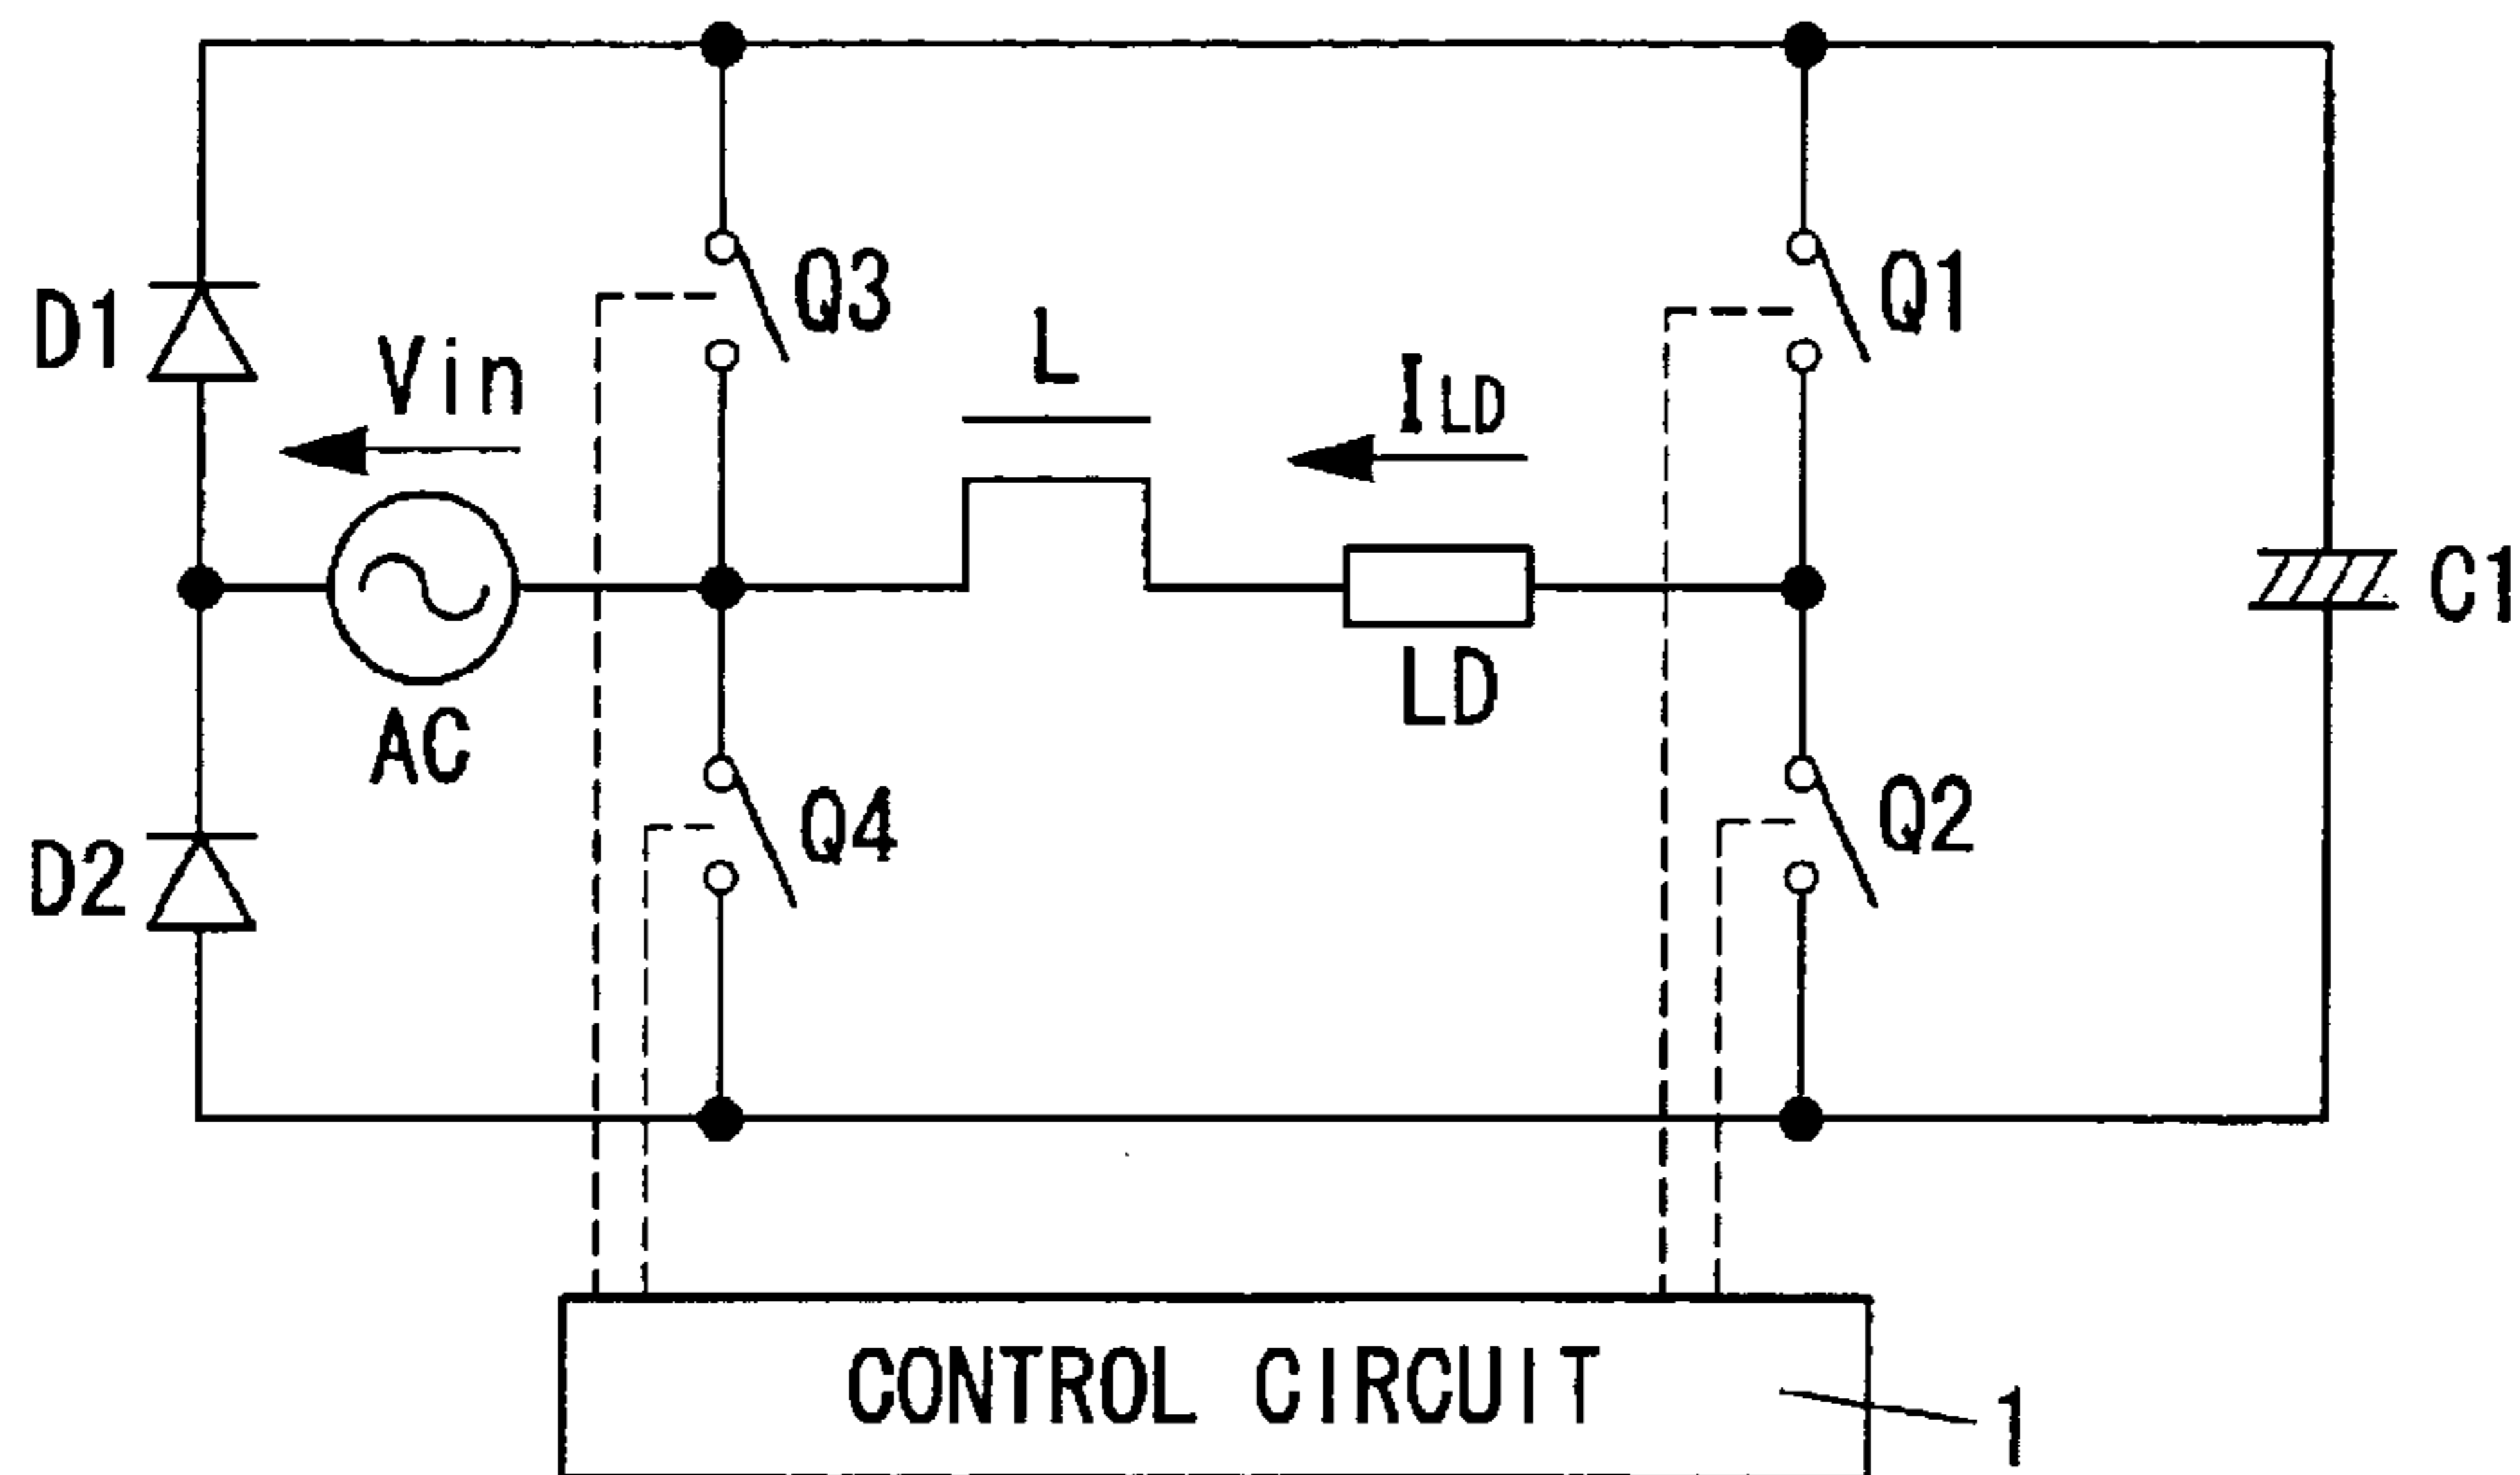 Q3
Q1
D1
Vin
L
ILD
C1
LD
AC
Q4
Q2
D2
CONTROL CIRCUIT
1